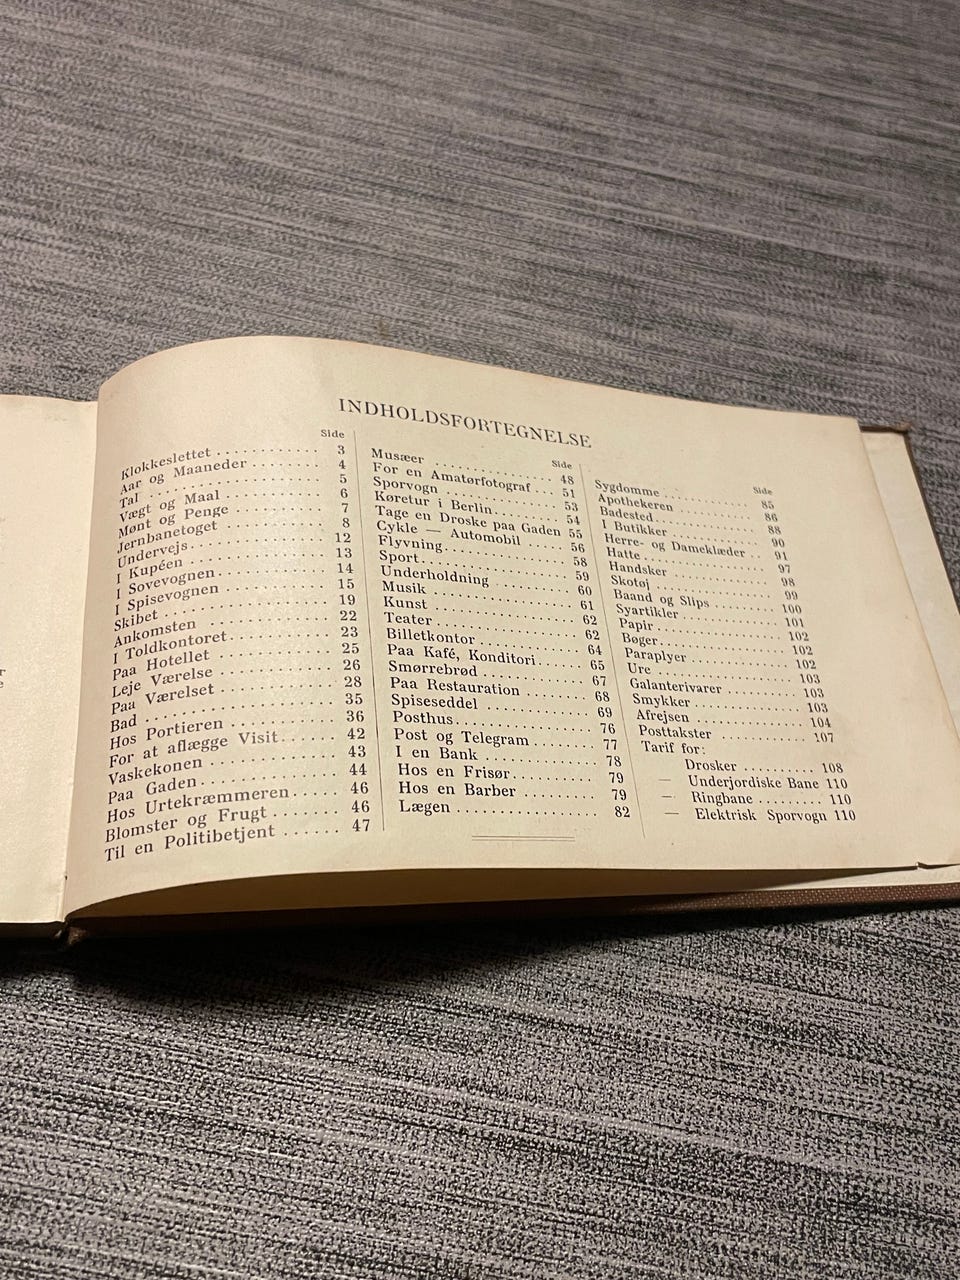 INDHOLDSFORTEGNELSE
Side
Klokkeslettet ........... 3
Aar og Maaneder ........ 4
Tal ..................... 5
Vægt og Maal ........... 6
Mønt og Penge .......... 7
Jernbanetoget ........... 8
Undervejs............... 12
I Kupéen ............... 13
I Sovevognen............ 14
I Spisevognen ........... 15
Skibet .................. 19
Ankomsten .............. 22
I Toldkontoret........... 23
Paa Hotellet ............ 25
Leje Værelse ............ 26
Paa Værelset ............ 28
Bad .................... 35
Hos Portieren ........... 36
For at aflægge Visit...... 42
Vaskekonen ............. 43
Paa Gaden .............. 44
Hos Urtekræmmeren ..... 46
Blomster og Frugt ....... 46
Til en Politibetjent ...... 47
Side
Musæer ................ 48
For en Amatørfotograf ... 51
Sporvogn ............... 53
Køretur i Berlin.......... 54
Tage en Droske paa Gaden 55
Cykle — Automobil ...... 56
Flyvning................ 58
Sport................... 59
Underholdning .......... 60
Musik .................. 61
Kunst .................. 62
Teater .................. 62
Billetkontor ............. 64
Paa Kafé, Konditori...... 65
Smørrebrød ............. 67
Paa Restauration ........ 68
Spiseseddel ............. 69
Posthus................. 76
Post og Telegram ........ 77
I en Bank .............. 78
Hos en Frisør........... 79
Hos en Barber .......... 79
Lægen .................. 82
Side
Sygdomme .............. 85
Apothekeren ............ 86
Badested................ 88
I Butikker .............. 90
Herre- og Dameklæder .. 91
Hatte .................. 97
Handsker ............... 98
Skotøj .................. 99
Baand og Slips .......... 100
Syartikler ............... 101
Papir ................... 102
Bøger................... 102
Paraplyer ............... 102
Ure .................... 103
Galanterivarer ........... 103
Smykker ................ 103
Afrejsen ................ 104
Posttakster .............. 107
Tarif for:
Drosker .......... 108
— Underjordiske Bane 110
— Ringbane ......... 110
— Elektrisk Sporvogn 110